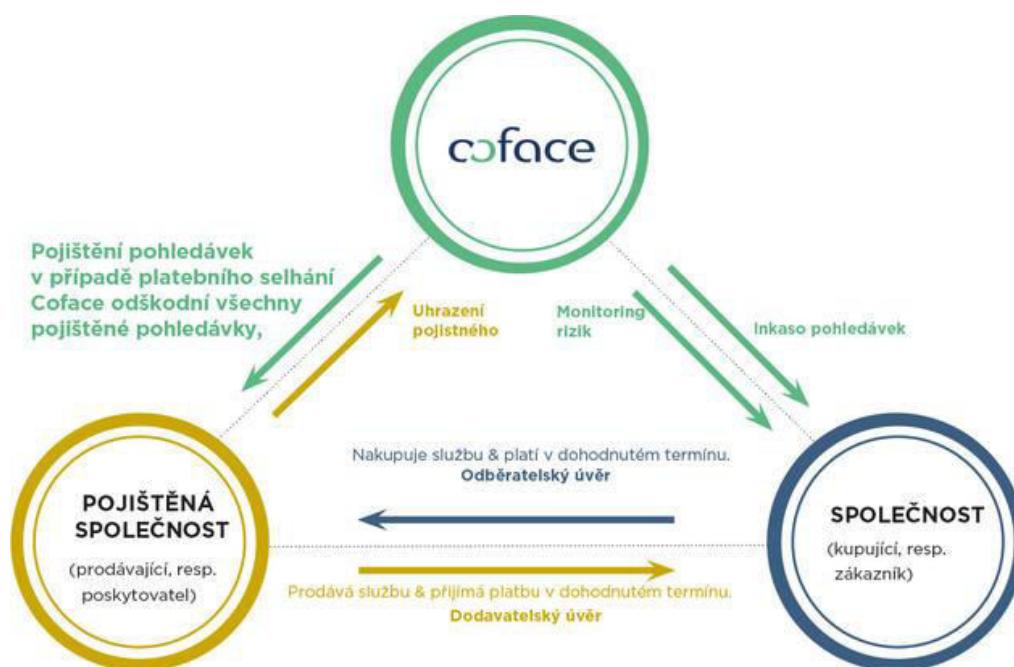 coface
Pojištění pohledávek
v případě platebního selhání
Coface odškodní všechny
pojištěné pohledávky,
Uhrazení
pojistného
Monitoring
rizik
Inkaso pohledávek
Nakupuje službu & platí v dohodnutém termínu.
Odběratelský úvěr
POJIŠTĚNÁ
SPOLEČNOST
(prodávající, resp.
poskytovatel)
SPOLEČNOST
(kupující, resp.
zákazník)
Prodává službu & přijímá platbu v dohodnutém termínu.
Dodavatelský úvěr